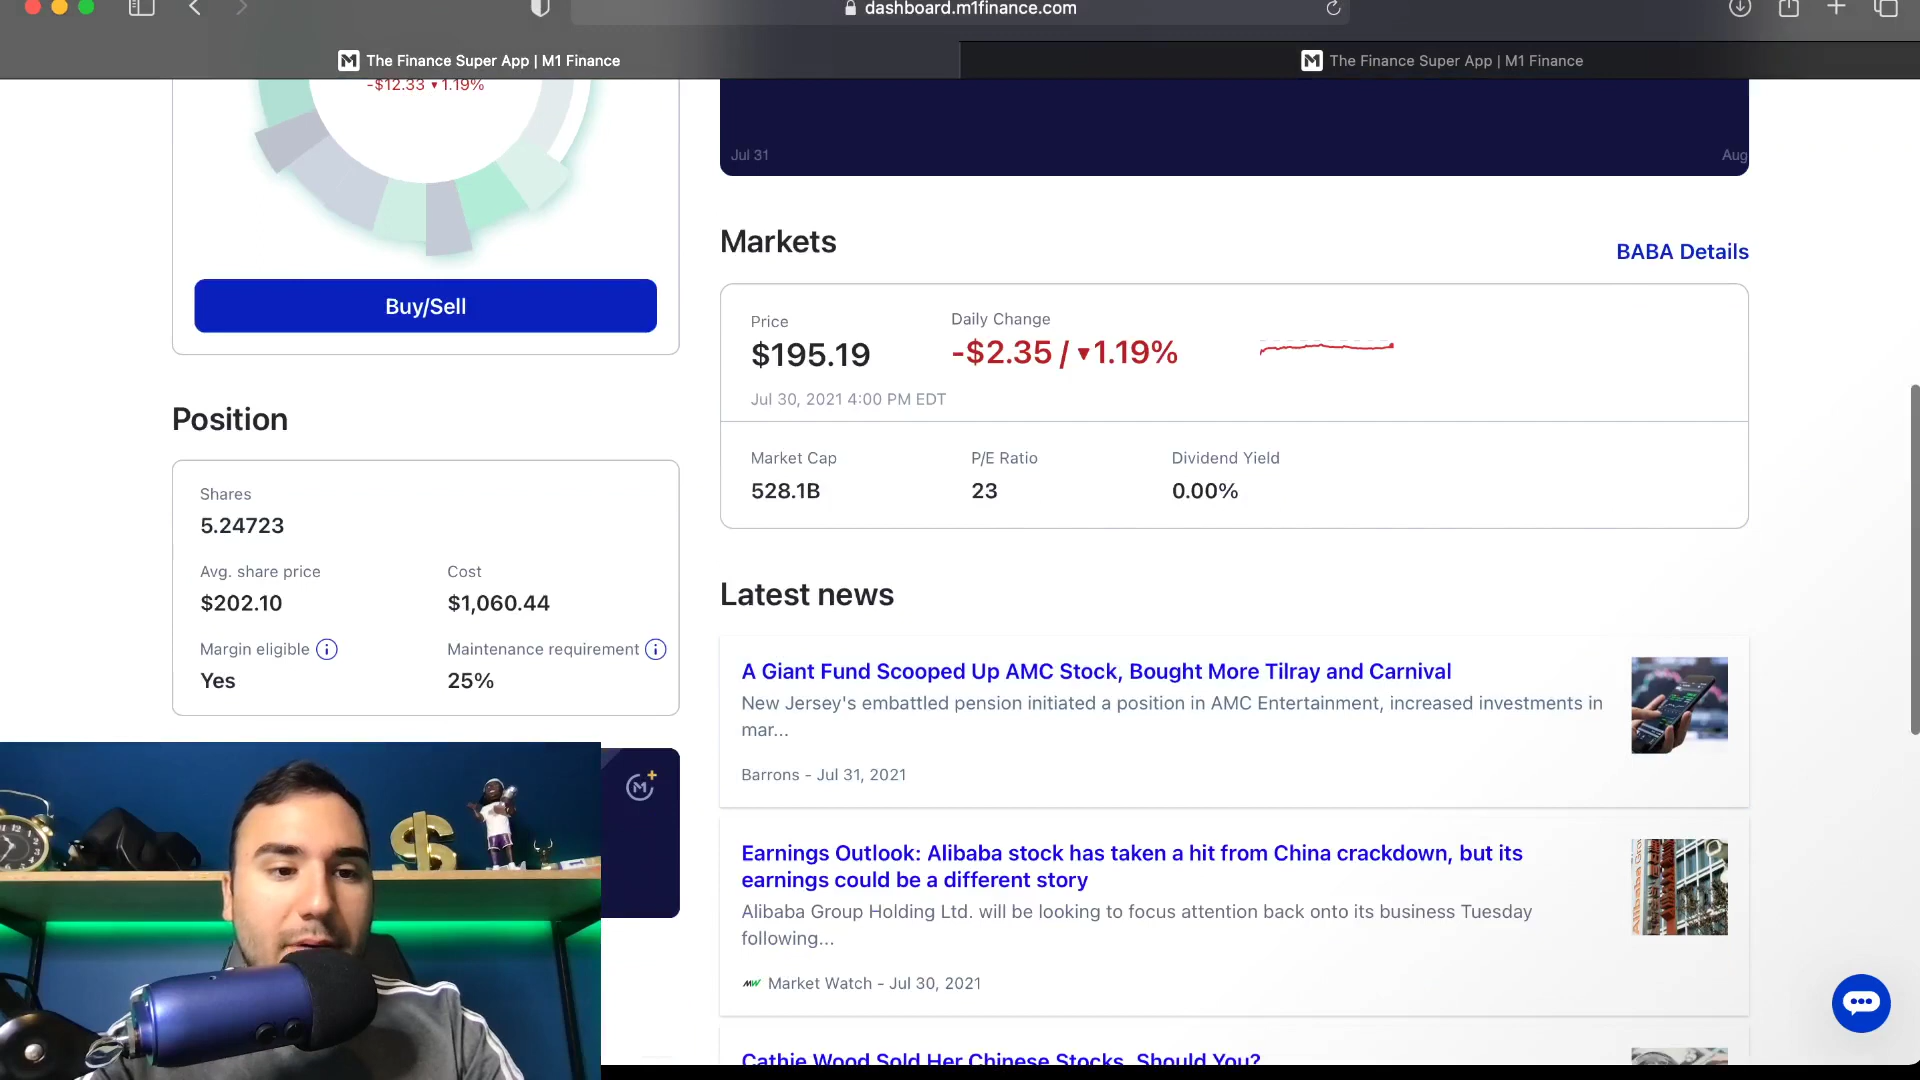 dashboard.m1finance.com
The Finance Super App | M1 Finance
The Finance Super App | M1 Finance
-$12.33 ▾ 1.19%
Buy/Sell
Position
Shares
5.24723
Avg. share price
Cost
$202.10
$1,060.44
Margin eligible
Maintenance requirement
Yes
25%
Jul 31
Aug
Markets
BABA Details
Price
Daily Change
$195.19
-$2.35 / ▾1.19%
Jul 30, 2021 4:00 PM EDT
Market Cap
P/E Ratio
Dividend Yield
528.1B
23
0.00%
Latest news
A Giant Fund Scooped Up AMC Stock, Bought More Tilray and Carnival
New Jersey's embattled pension initiated a position in AMC Entertainment, increased investments in
mar...
Barrons - Jul 31, 2021
Earnings Outlook: Alibaba stock has taken a hit from China crackdown, but its
earnings could be a different story
Alibaba Group Holding Ltd. will be looking to focus attention back onto its business Tuesday
following...
Market Watch - Jul 30, 2021
Cathie Wood Sold Her Chinese Stocks. Should You?